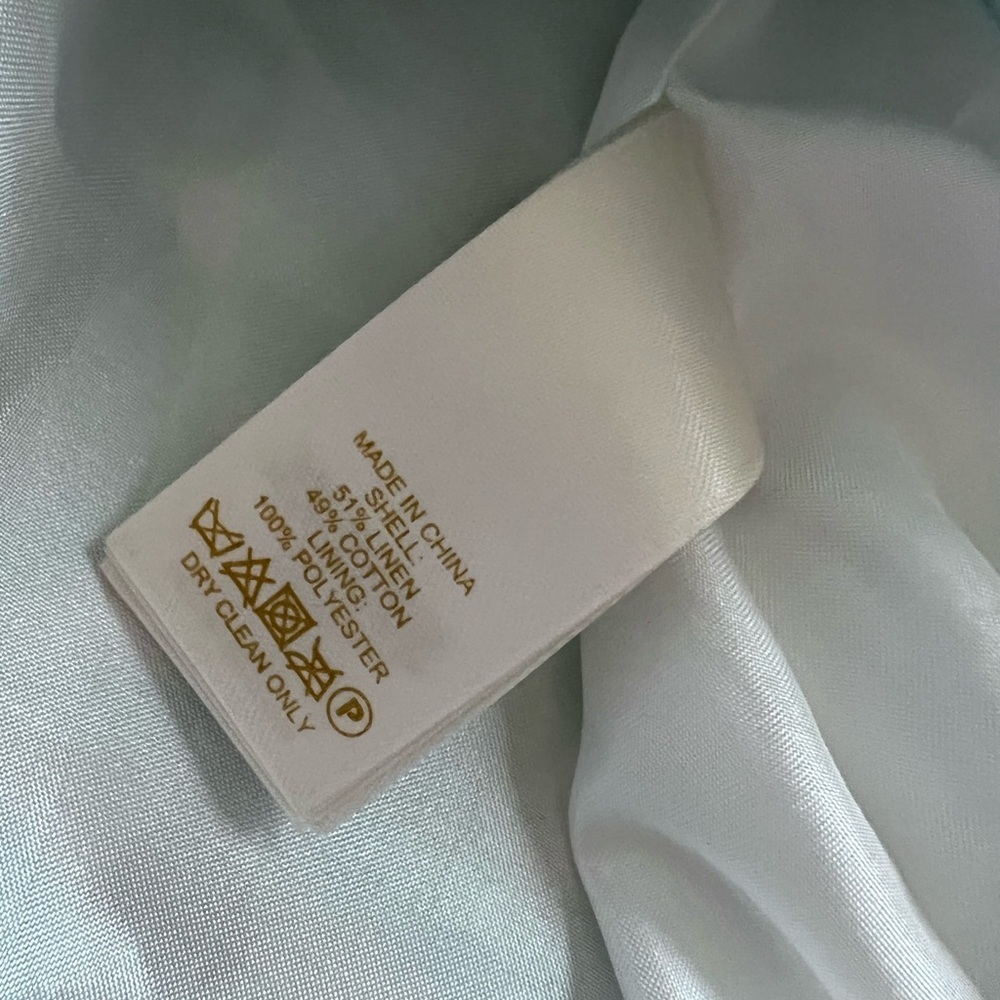 MADE IN CHINA
SHELL:
51% LINEN
49% COTTON
LINING:
100% POLYESTER
P
DRY CLEAN ONLY